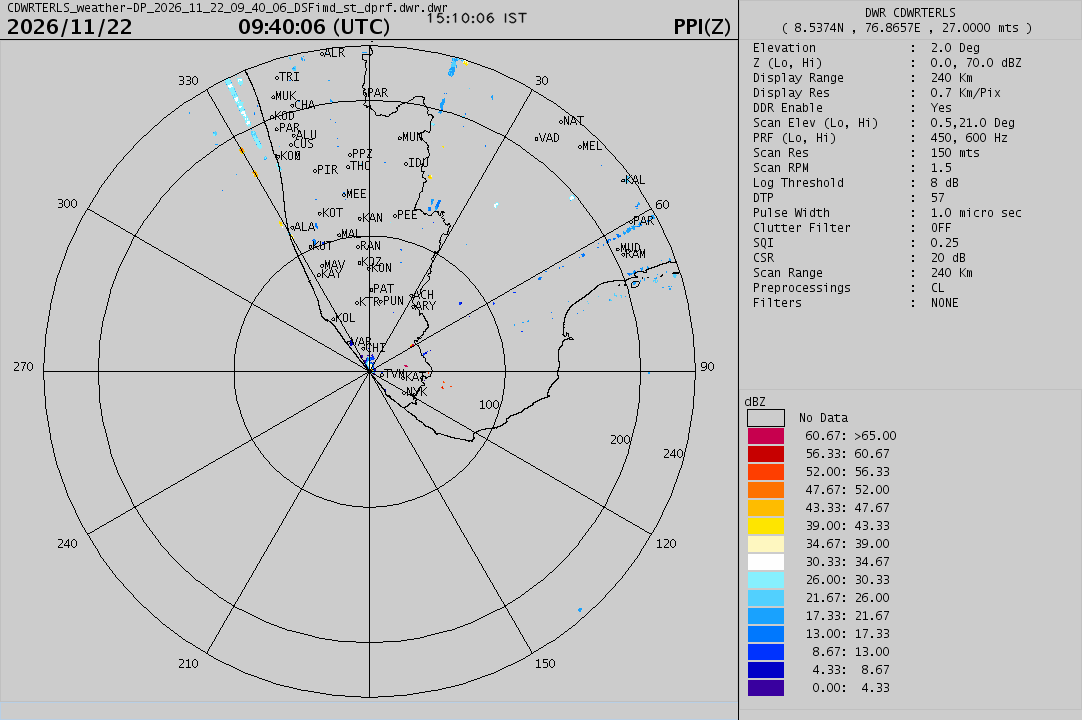 CDWRTERLS_weather-DP_2026_11_22_09_40_06_DSFimd_st_dprf.dwr.dwr
2026/11/22 09:40:06 (UTC) 15:10:06 IST PPI(Z)
DWR CDWRTERLS
( 8.5374N , 76.8657E , 27.0000 mts )
Elevation : 2.0 Deg
Z (Lo, Hi) : 0.0, 70.0 dBZ
Display Range : 240 Km
Display Res : 0.7 Km/Pix
DDR Enable : Yes
Scan Elev (Lo, Hi) : 0.5,21.0 Deg
PRF (Lo, Hi) : 450, 600 Hz
Scan Res : 150 mts
Scan RPM : 1.5
Log Threshold : 8 dB
DTP : 57
Pulse Width : 1.0 micro sec
Clutter Filter : OFF
SQI : 0.25
CSR : 20 dB
Scan Range : 240 Km
Preprocessings : CL
Filters : NONE
dBZ
No Data
60.67: >65.00
56.33: 60.67
52.00: 56.33
47.67: 52.00
43.33: 47.67
39.00: 43.33
34.67: 39.00
30.33: 34.67
26.00: 30.33
21.67: 26.00
17.33: 21.67
13.00: 17.33
8.67: 13.00
4.33: 8.67
0.00: 4.33
ALR
TRI
330
30
MUK
PAR
CHA
KOD
NAT
PAR
ALU
MUN
VAD
CUS
MEL
PPZ
THO
IDU
PIR
KAL
MEE
300
60
KOT
KAN
PEE
PAR
ALA
MAL
KUT
RAN
MUD
RAM
KOZ
MAV
KON
KAY
PAT
ACH
KTR
PUN
ARY
KOL
VAR
CHI
270
90
TVM
KAT
NYK
100
200
240
240
120
210
150